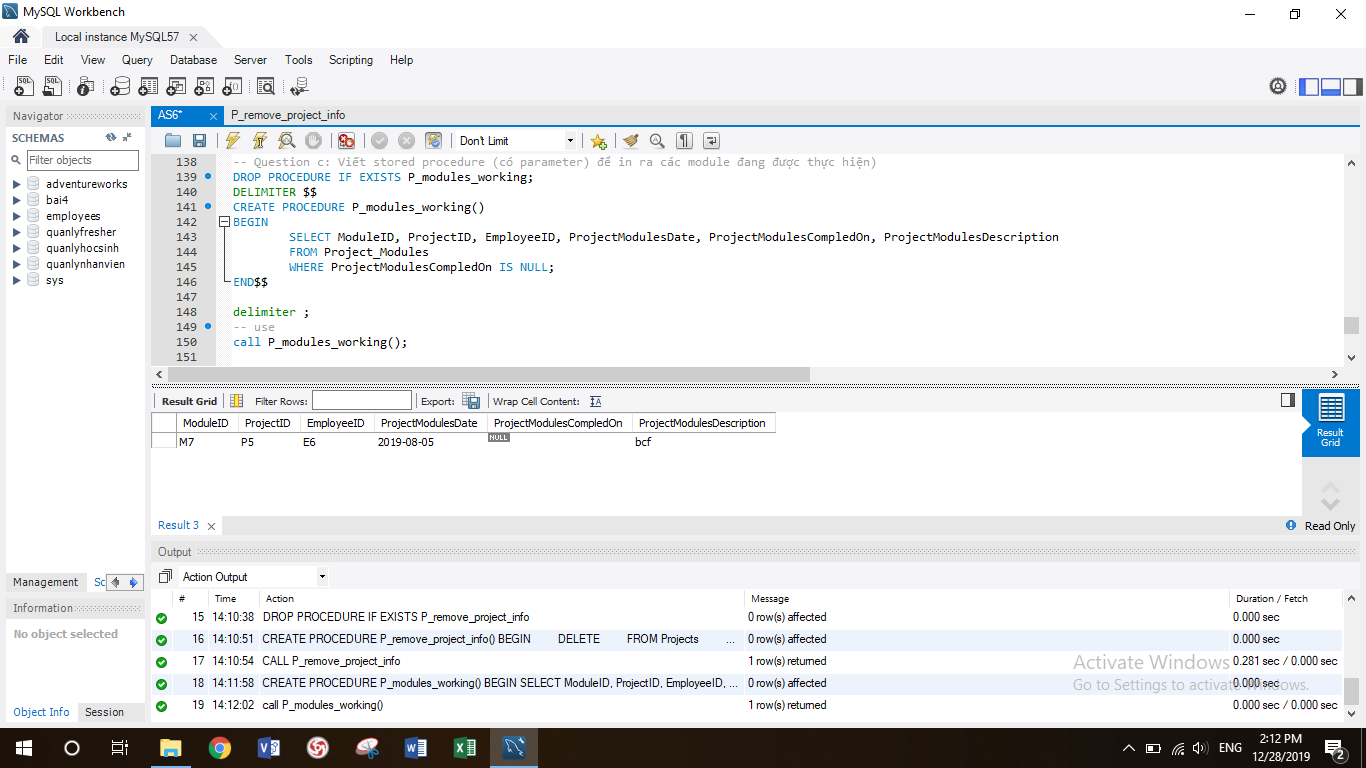 MySQL Workbench
Local instance MySQL57
File Edit View Query Database Server Tools Scripting Help
Navigator
SCHEMAS
Filter objects
adventureworks
bai4
employees
quanlyfresher
quanlyhocsinh
quanlynhanvien
sys
Management Sc
Information
No object selected
Object Info Session
AS6* P_remove_project_info
Don't Limit
138 -- Question c: Viết stored procedure (có parameter) để in ra các module đang được thực hiện)
139 DROP PROCEDURE IF EXISTS P_modules_working;
140 DELIMITER $$
141 CREATE PROCEDURE P_modules_working()
142 BEGIN
143 SELECT ModuleID, ProjectID, EmployeeID, ProjectModulesDate, ProjectModulesCompledOn, ProjectModulesDescription
144 FROM Project_Modules
145 WHERE ProjectModulesCompledOn IS NULL;
146 END$$
147
148 delimiter ;
149 -- use
150 call P_modules_working();
151
Result Grid Filter Rows: Export: Wrap Cell Content: IA
ModuleID ProjectID EmployeeID ProjectModulesDate ProjectModulesCompledOn ProjectModulesDescription
M7 P5 E6 2019-08-05 NULL bcf
Result Grid
Result 3 Read Only
Output
Action Output
# Time Action Message Duration / Fetch
15 14:10:38 DROP PROCEDURE IF EXISTS P_remove_project_info 0 row(s) affected 0.000 sec
16 14:10:51 CREATE PROCEDURE P_remove_project_info() BEGIN DELETE FROM Projects ... 0 row(s) affected 0.000 sec
17 14:10:54 CALL P_remove_project_info 1 row(s) returned 0.281 sec / 0.000 sec
18 14:11:58 CREATE PROCEDURE P_modules_working() BEGIN SELECT ModuleID, ProjectID, EmployeeID, ... 0 row(s) affected 0.000 sec
19 14:12:02 call P_modules_working() 1 row(s) returned 0.000 sec / 0.000 sec
Activate Windows
Go to Settings to activate Windows.
ENG 2:12 PM
12/28/2019
2